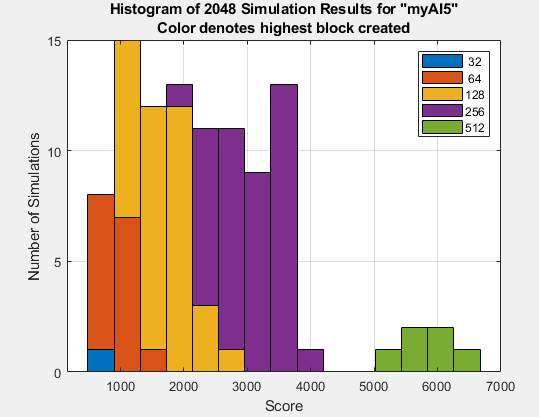 Histogram of 2048 Simulation Results for "myAI5"
Color denotes highest block created
15
10
5
0
Number of Simulations
32
64
128
256
512
1000 2000 3000 4000 5000 6000 7000
Score